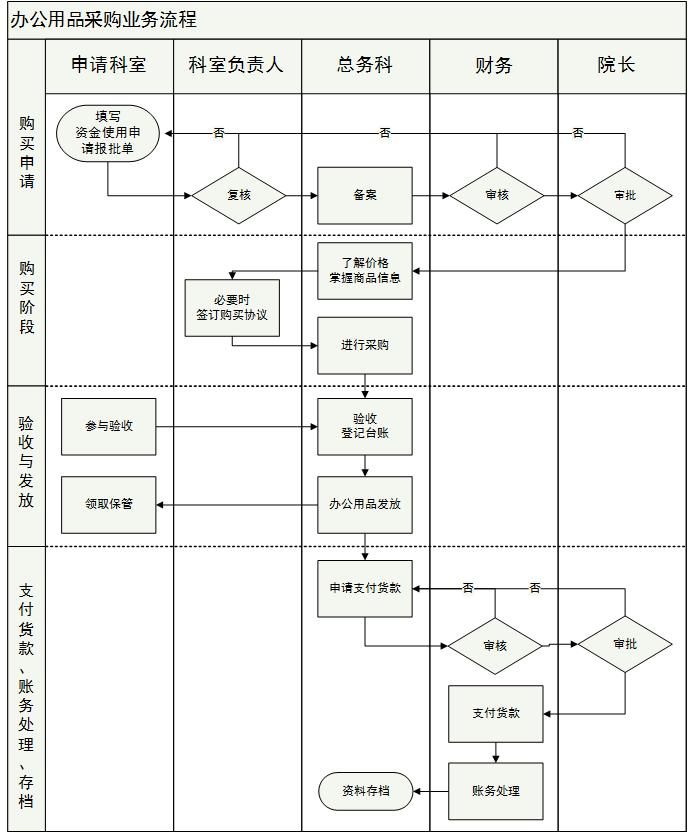 办公用品采购业务流程
申请科室
科室负责人
总务科
财务
院长
购买申请
填写
资金使用申
请报批单
否
否
否
复核
备案
审核
审批
购买阶段
了解价格
掌握商品信息
必要时
签订购买协议
进行采购
验收与发放
参与验收
验收
登记台账
领取保管
办公用品发放
支付货款、账务处理、存档
申请支付货款
否
否
审核
审批
支付货款
资料存档
账务处理